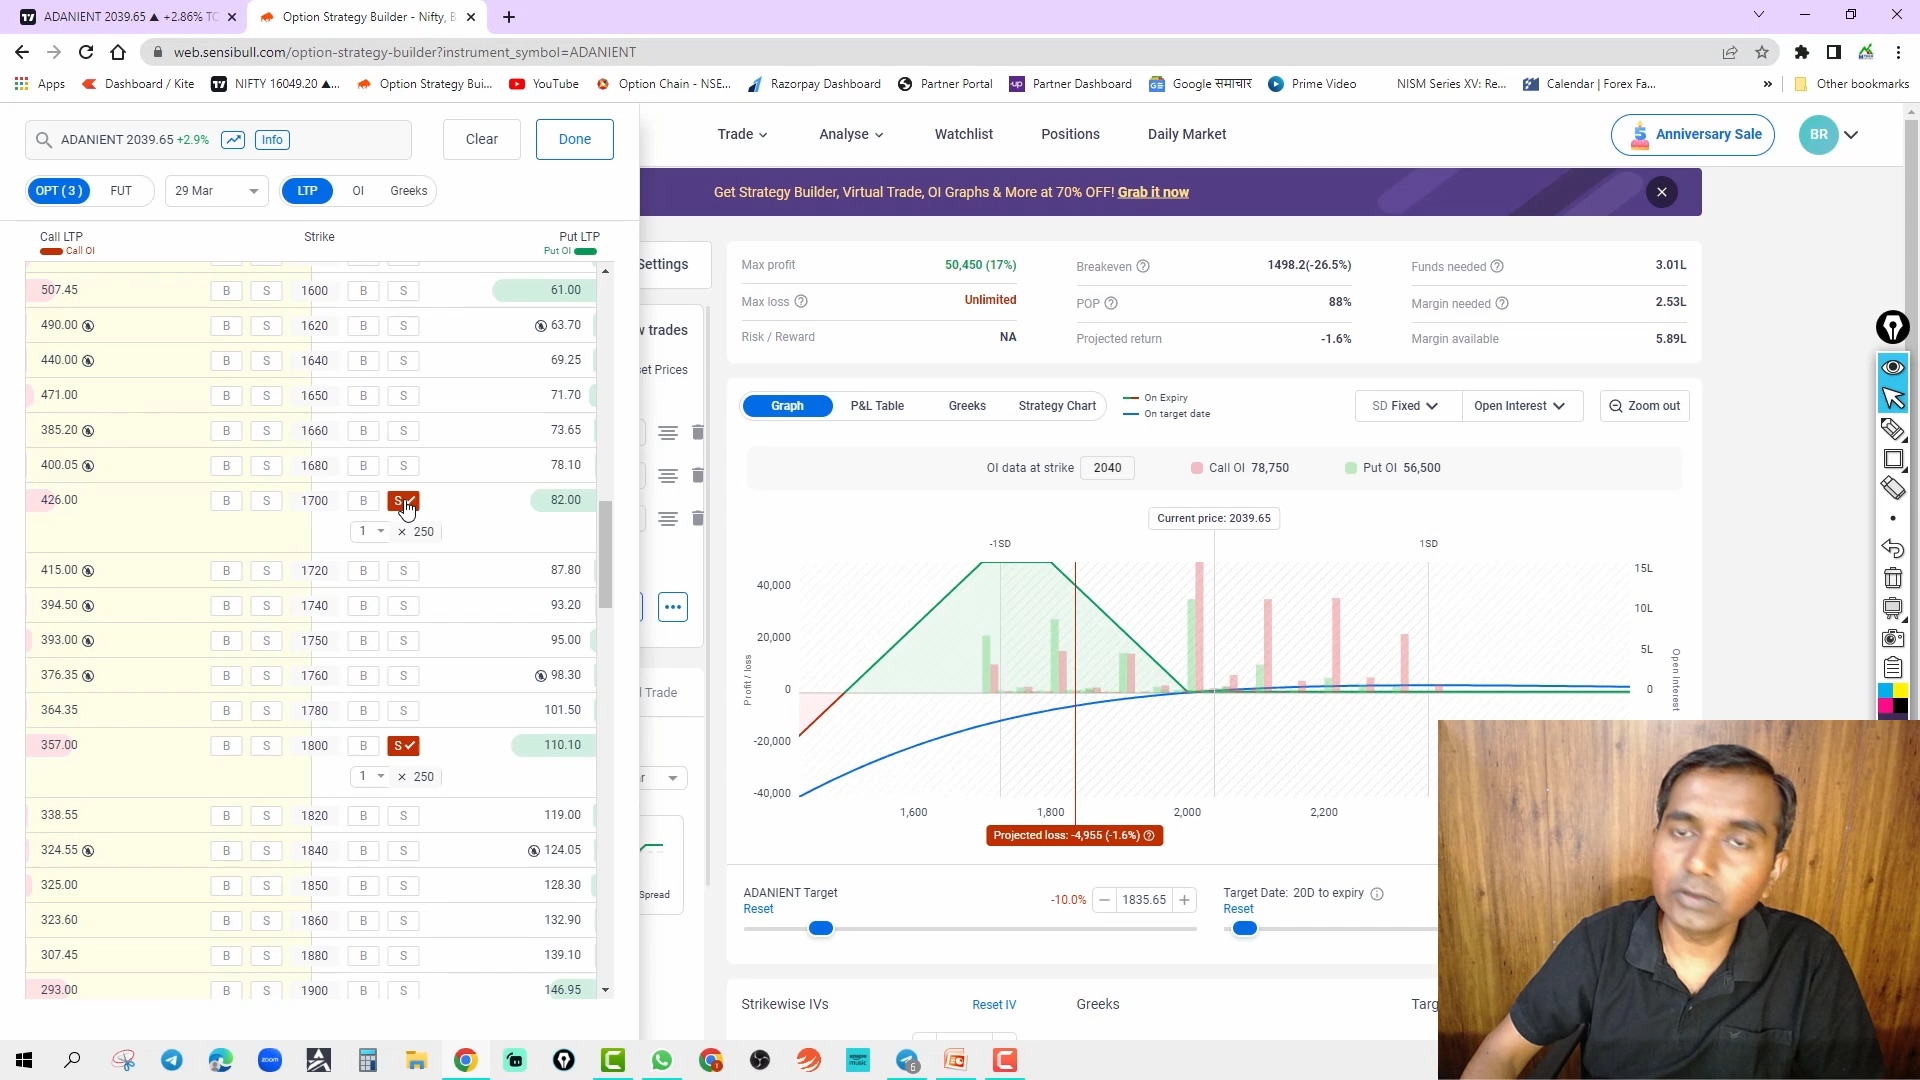 ADANIENT 2039.65 ▲ +2.86% TC
Option Strategy Builder - Nifty, B
web.sensibull.com/option-strategy-builder?instrument_symbol=ADANIENT
Apps
Dashboard / Kite
NIFTY 16049.20 ▲...
Option Strategy Bui...
YouTube
Option Chain - NSE...
Razorpay Dashboard
Partner Portal
Partner Dashboard
Google समाचार
Prime Video
NISM Series XV: Re...
Calendar | Forex Fa...
»
Other bookmarks
ADANIENT 2039.65 +2.9%
Info
Clear
Done
Trade
Analyse
Watchlist
Positions
Daily Market
Anniversary Sale
BR
OPT ( 3 )
FUT
29 Mar
LTP
OI
Greeks
Get Strategy Builder, Virtual Trade, OI Graphs & More at 70% OFF! Grab it now
Call LTP
Call OI
Strike
Put LTP
Put OI
507.45 B S 1600 B S 61.00
490.00 B S 1620 B S 63.70
440.00 B S 1640 B S 69.25
471.00 B S 1650 B S 71.70
385.20 B S 1660 B S 73.65
400.05 B S 1680 B S 78.10
426.00 B S 1700 B S 82.00
1 × 250
415.00 B S 1720 B S 87.80
394.50 B S 1740 B S 93.20
393.00 B S 1750 B S 95.00
376.35 B S 1760 B S 98.30
364.35 B S 1780 B S 101.50
357.00 B S 1800 B S 110.10
1 × 250
338.55 B S 1820 B S 119.00
324.55 B S 1840 B S 124.05
325.00 B S 1850 B S 128.30
323.60 B S 1860 B S 132.90
307.45 B S 1880 B S 139.10
293.00 B S 1900 B S 146.95
Settings
w trades
set Prices
l Trade
r
Spread
Max profit 50,450 (17%)
Max loss Unlimited
Risk / Reward NA
Breakeven 1498.2(-26.5%)
POP 88%
Projected return -1.6%
Funds needed 3.01L
Margin needed 2.53L
Margin available 5.89L
Graph
P&L Table
Greeks
Strategy Chart
On Expiry
On target date
SD Fixed
Open Interest
Zoom out
OI data at strike 2040
Call OI 78,750
Put OI 56,500
Current price: 2039.65
-1SD
1SD
40,000
20,000
0
-20,000
-40,000
Profit / loss
15L
10L
5L
0
Open Interest
1,600
1,800
2,000
2,200
Projected loss: -4,955 (-1.6%)
ADANIENT Target
Reset
-10.0%
1835.65
Target Date: 20D to expiry
Reset
Strikewise IVs
Reset IV
Greeks
Targ
zoom
amazon music
T
6